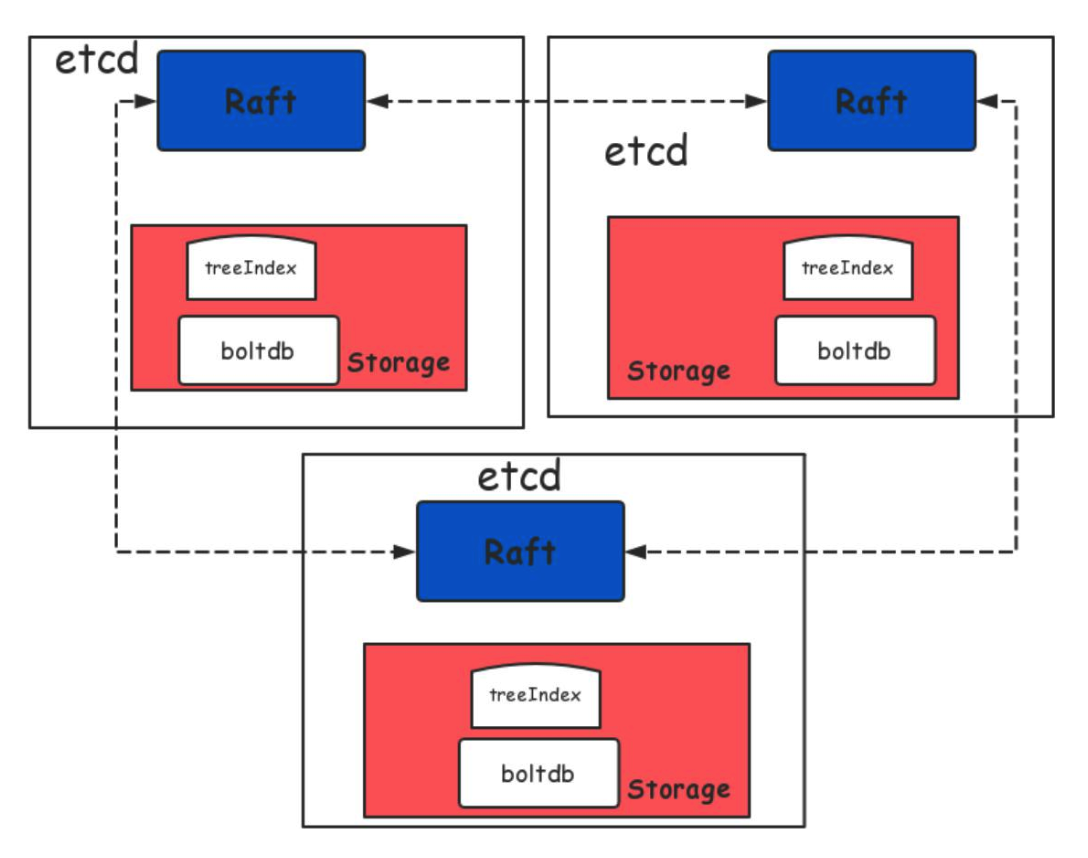 etcd
Raft
treeIndex
boltdb
Storage
Raft
etcd
treeIndex
boltdb
Storage
etcd
Raft
treeIndex
boltdb
Storage